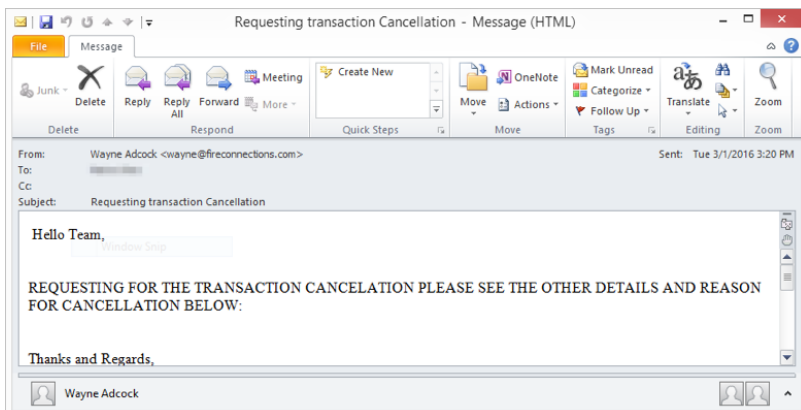 Requesting transaction Cancellation - Message (HTML)
File Message
Junk
Delete
Reply
Reply All
Forward
Meeting
More
Create New
Move
OneNote
Actions
Mark Unread
Categorize
Follow Up
Translate
Zoom
Delete Respond Quick Steps Move Tags Editing Zoom
From: Wayne Adcock <wayne@fireconnections.com> Sent: Tue 3/1/2016 3:20 PM
To:
Cc:
Subject: Requesting transaction Cancellation
Hello Team,
Window Snip
REQUESTING FOR THE TRANSACTION CANCELATION PLEASE SEE THE OTHER DETAILS AND REASON
FOR CANCELLATION BELOW:
Thanks and Regards,
Wayne Adcock